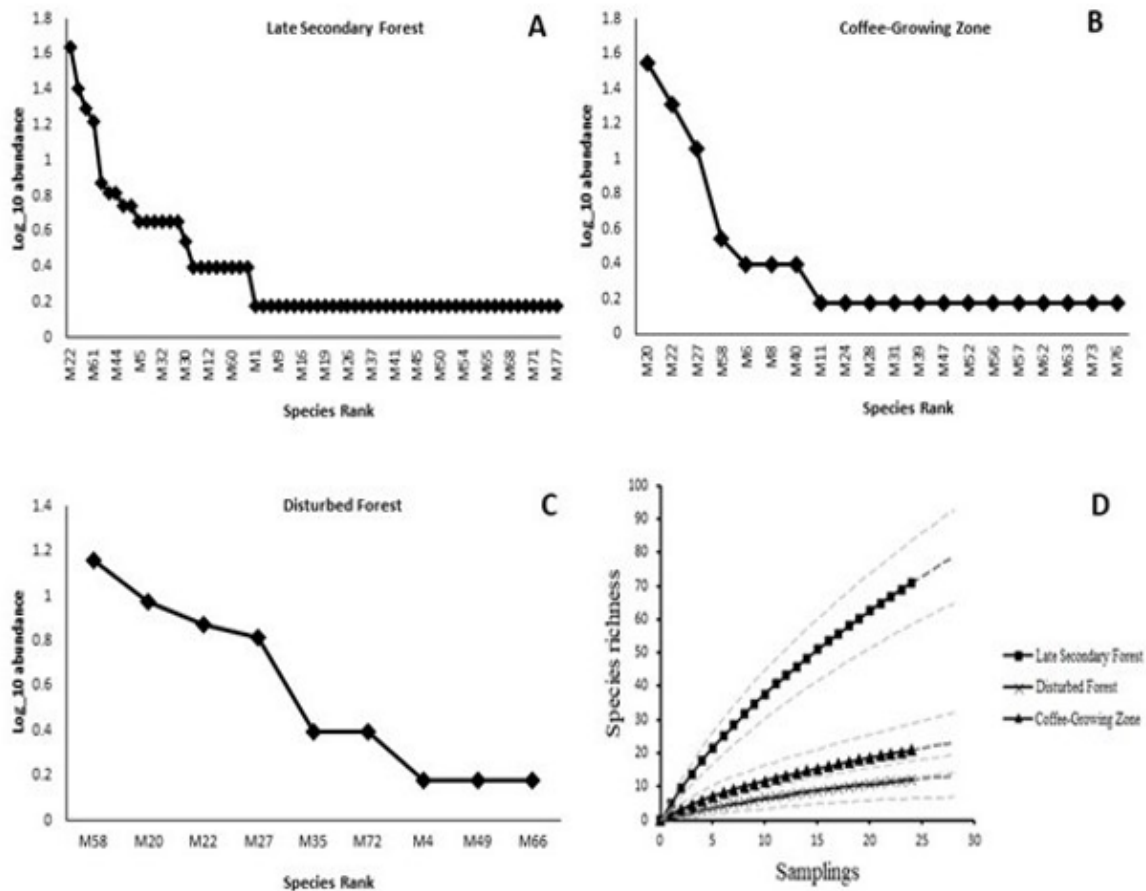 Late Secondary Forest
A
Log_10 abundance
1.8
1.6
1.4
1.2
1
0.8
0.6
0.4
0.2
0
M22
M61
M44
M5
M32
M30
M12
M60
M1
M9
M16
M19
M26
M37
M41
M45
M50
M54
M65
M68
M71
M77
Species Rank
Coffee-Growing Zone
B
Log_10 abundance
1.8
1.6
1.4
1.2
1
0.8
0.6
0.4
0.2
0
M20
M22
M27
M58
M6
M8
M40
M11
M24
M28
M31
M39
M47
M52
M56
M57
M62
M63
M73
M76
Species Rank
Disturbed Forest
C
Log_10 abundance
1.4
1.2
1
0.8
0.6
0.4
0.2
0
M58
M20
M22
M27
M35
M72
M4
M49
M66
Species Rank
D
Species richness
100
90
80
70
60
50
40
30
20
10
0
0
5
10
15
20
25
30
Samplings
Late Secondary Forest
Disturbed Forest
Coffee-Growing Zone